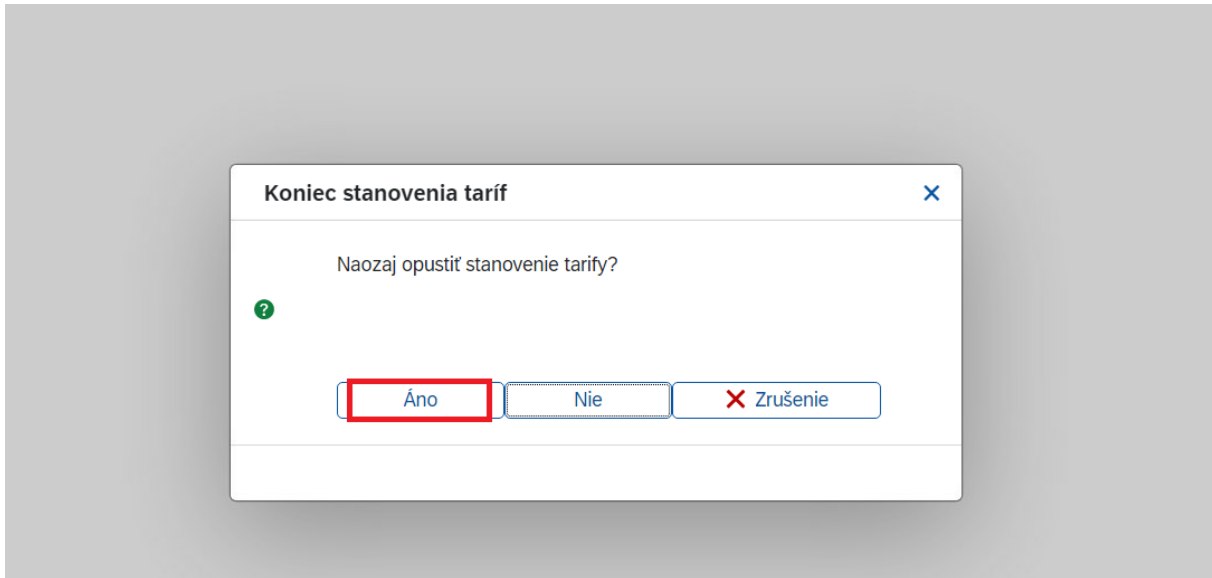 Koniec stanovenia taríf
Naozaj opustiť stanovenie tarify?
Áno Nie Zrušenie